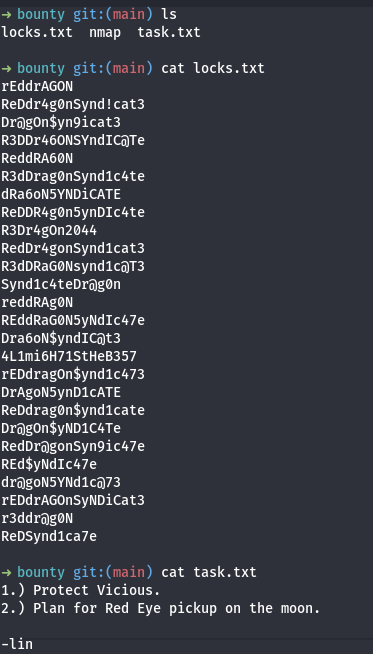 → bounty git:(main) ls
locks.txt nmap task.txt
→ bounty git:(main) cat locks.txt
rEddrAGON
ReDdr4g0nSynd!cat3
Dr@gOn$yn9icat3
R3DDr46ONSYndIC@Te
ReddRA60N
R3dDrag0nSynd1c4te
dRa6oN5YNDiCATE
ReDDR4g0n5ynDIc4te
R3Dr4gOn2044
RedDr4gonSynd1cat3
R3dDRaG0Nsynd1c@T3
Synd1c4teDr@g0n
reddRAg0N
REddRaG0N5yNdIc47e
Dra6oN$yndIC@t3
4L1mi6H71StHeB357
rEDdragOn$ynd1c473
DrAgoN5ynD1cATE
ReDdrag0n$ynd1cate
Dr@gOn$yND1C4Te
RedDr@gonSyn9ic47e
REd$yNdIc47e
dr@goN5YNd1c@73
rEDdrAGOnSyNDiCat3
r3ddr@g0N
ReDSynd1ca7e
→ bounty git:(main) cat task.txt
1.) Protect Vicious.
2.) Plan for Red Eye pickup on the moon.
-lin